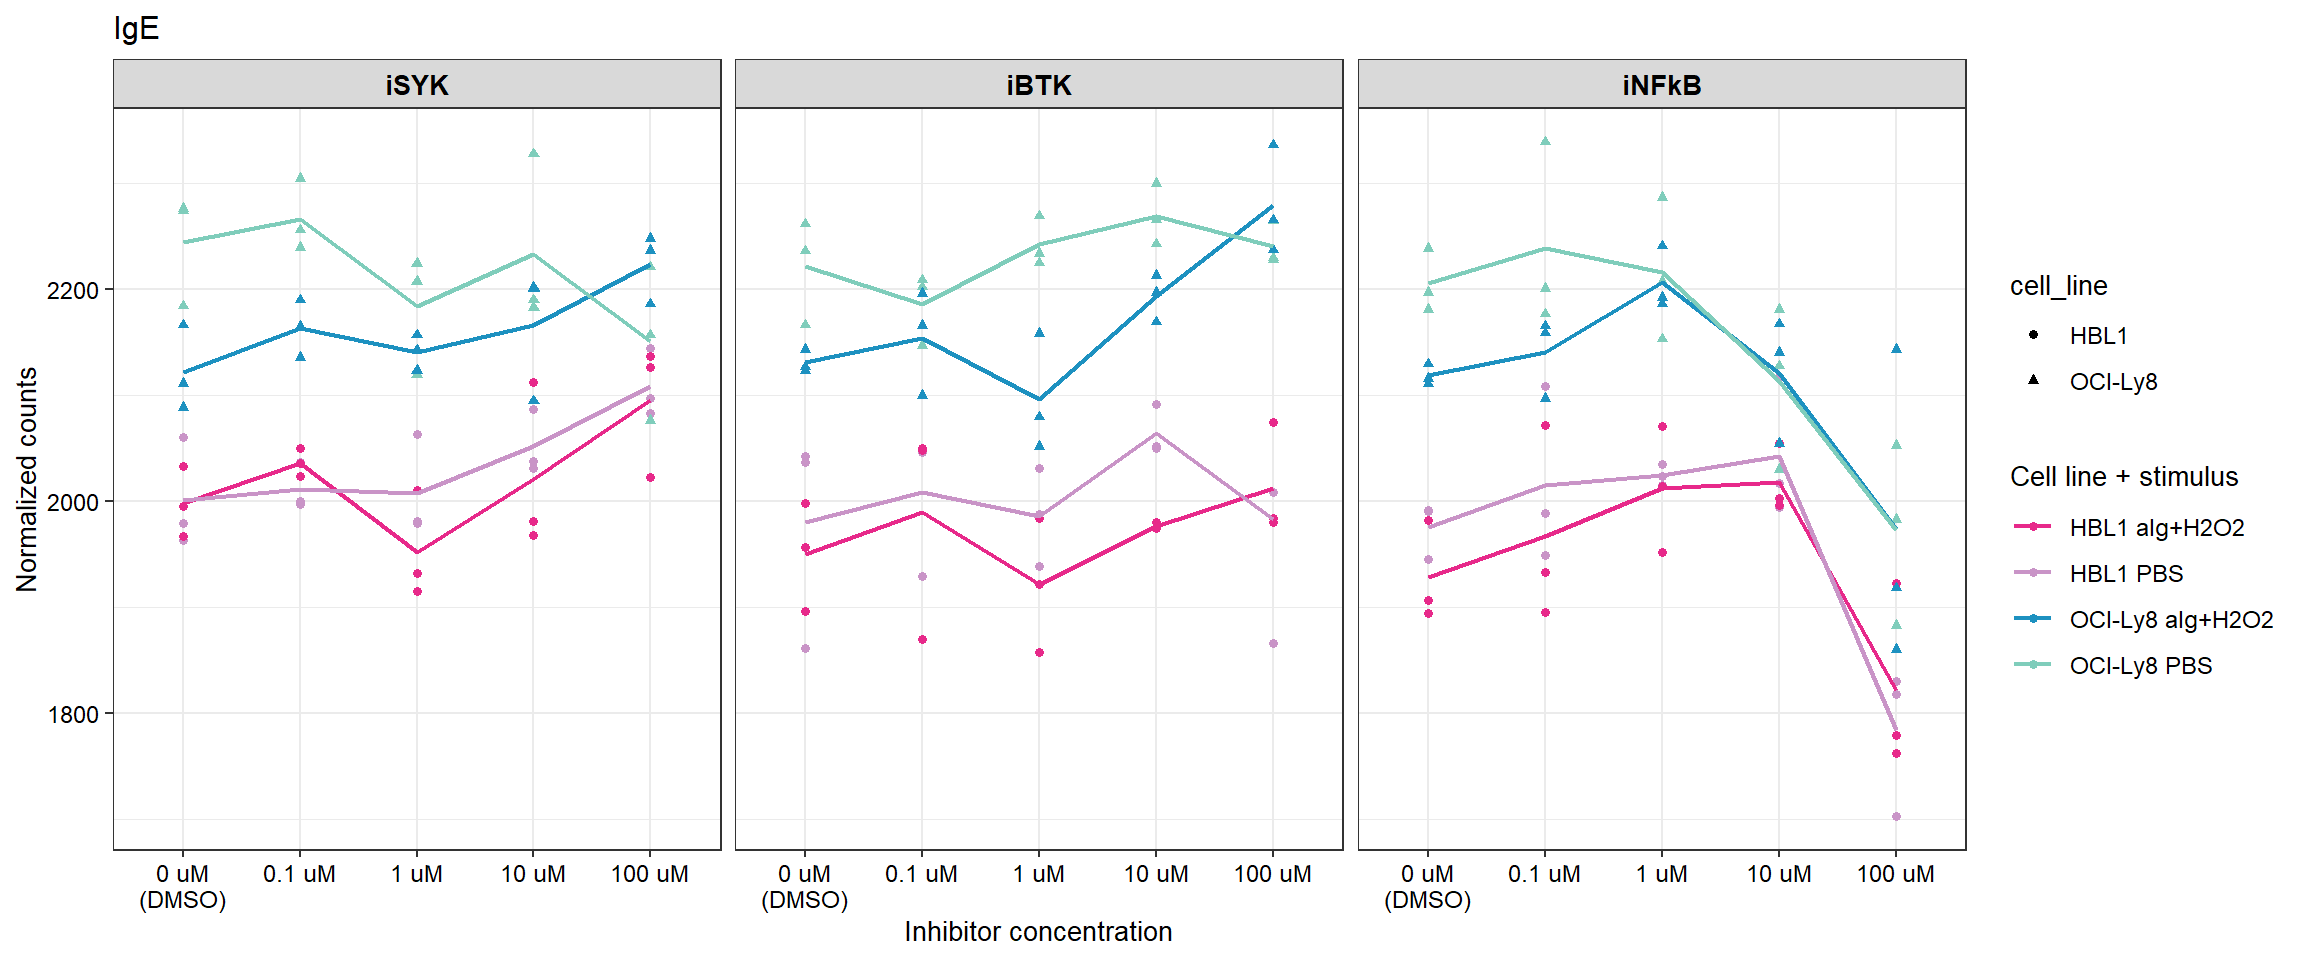 IgE
iSYK
iBTK
iNFkB
Normalized counts
2200
2000
1800
0 uM
(DMSO)
0.1 uM
1 uM
10 uM
100 uM
0 uM
(DMSO)
0.1 uM
1 uM
10 uM
100 uM
0 uM
(DMSO)
0.1 uM
1 uM
10 uM
100 uM
Inhibitor concentration
cell_line
HBL1
OCI-Ly8
Cell line + stimulus
HBL1 aIg+H2O2
HBL1 PBS
OCI-Ly8 aIg+H2O2
OCI-Ly8 PBS